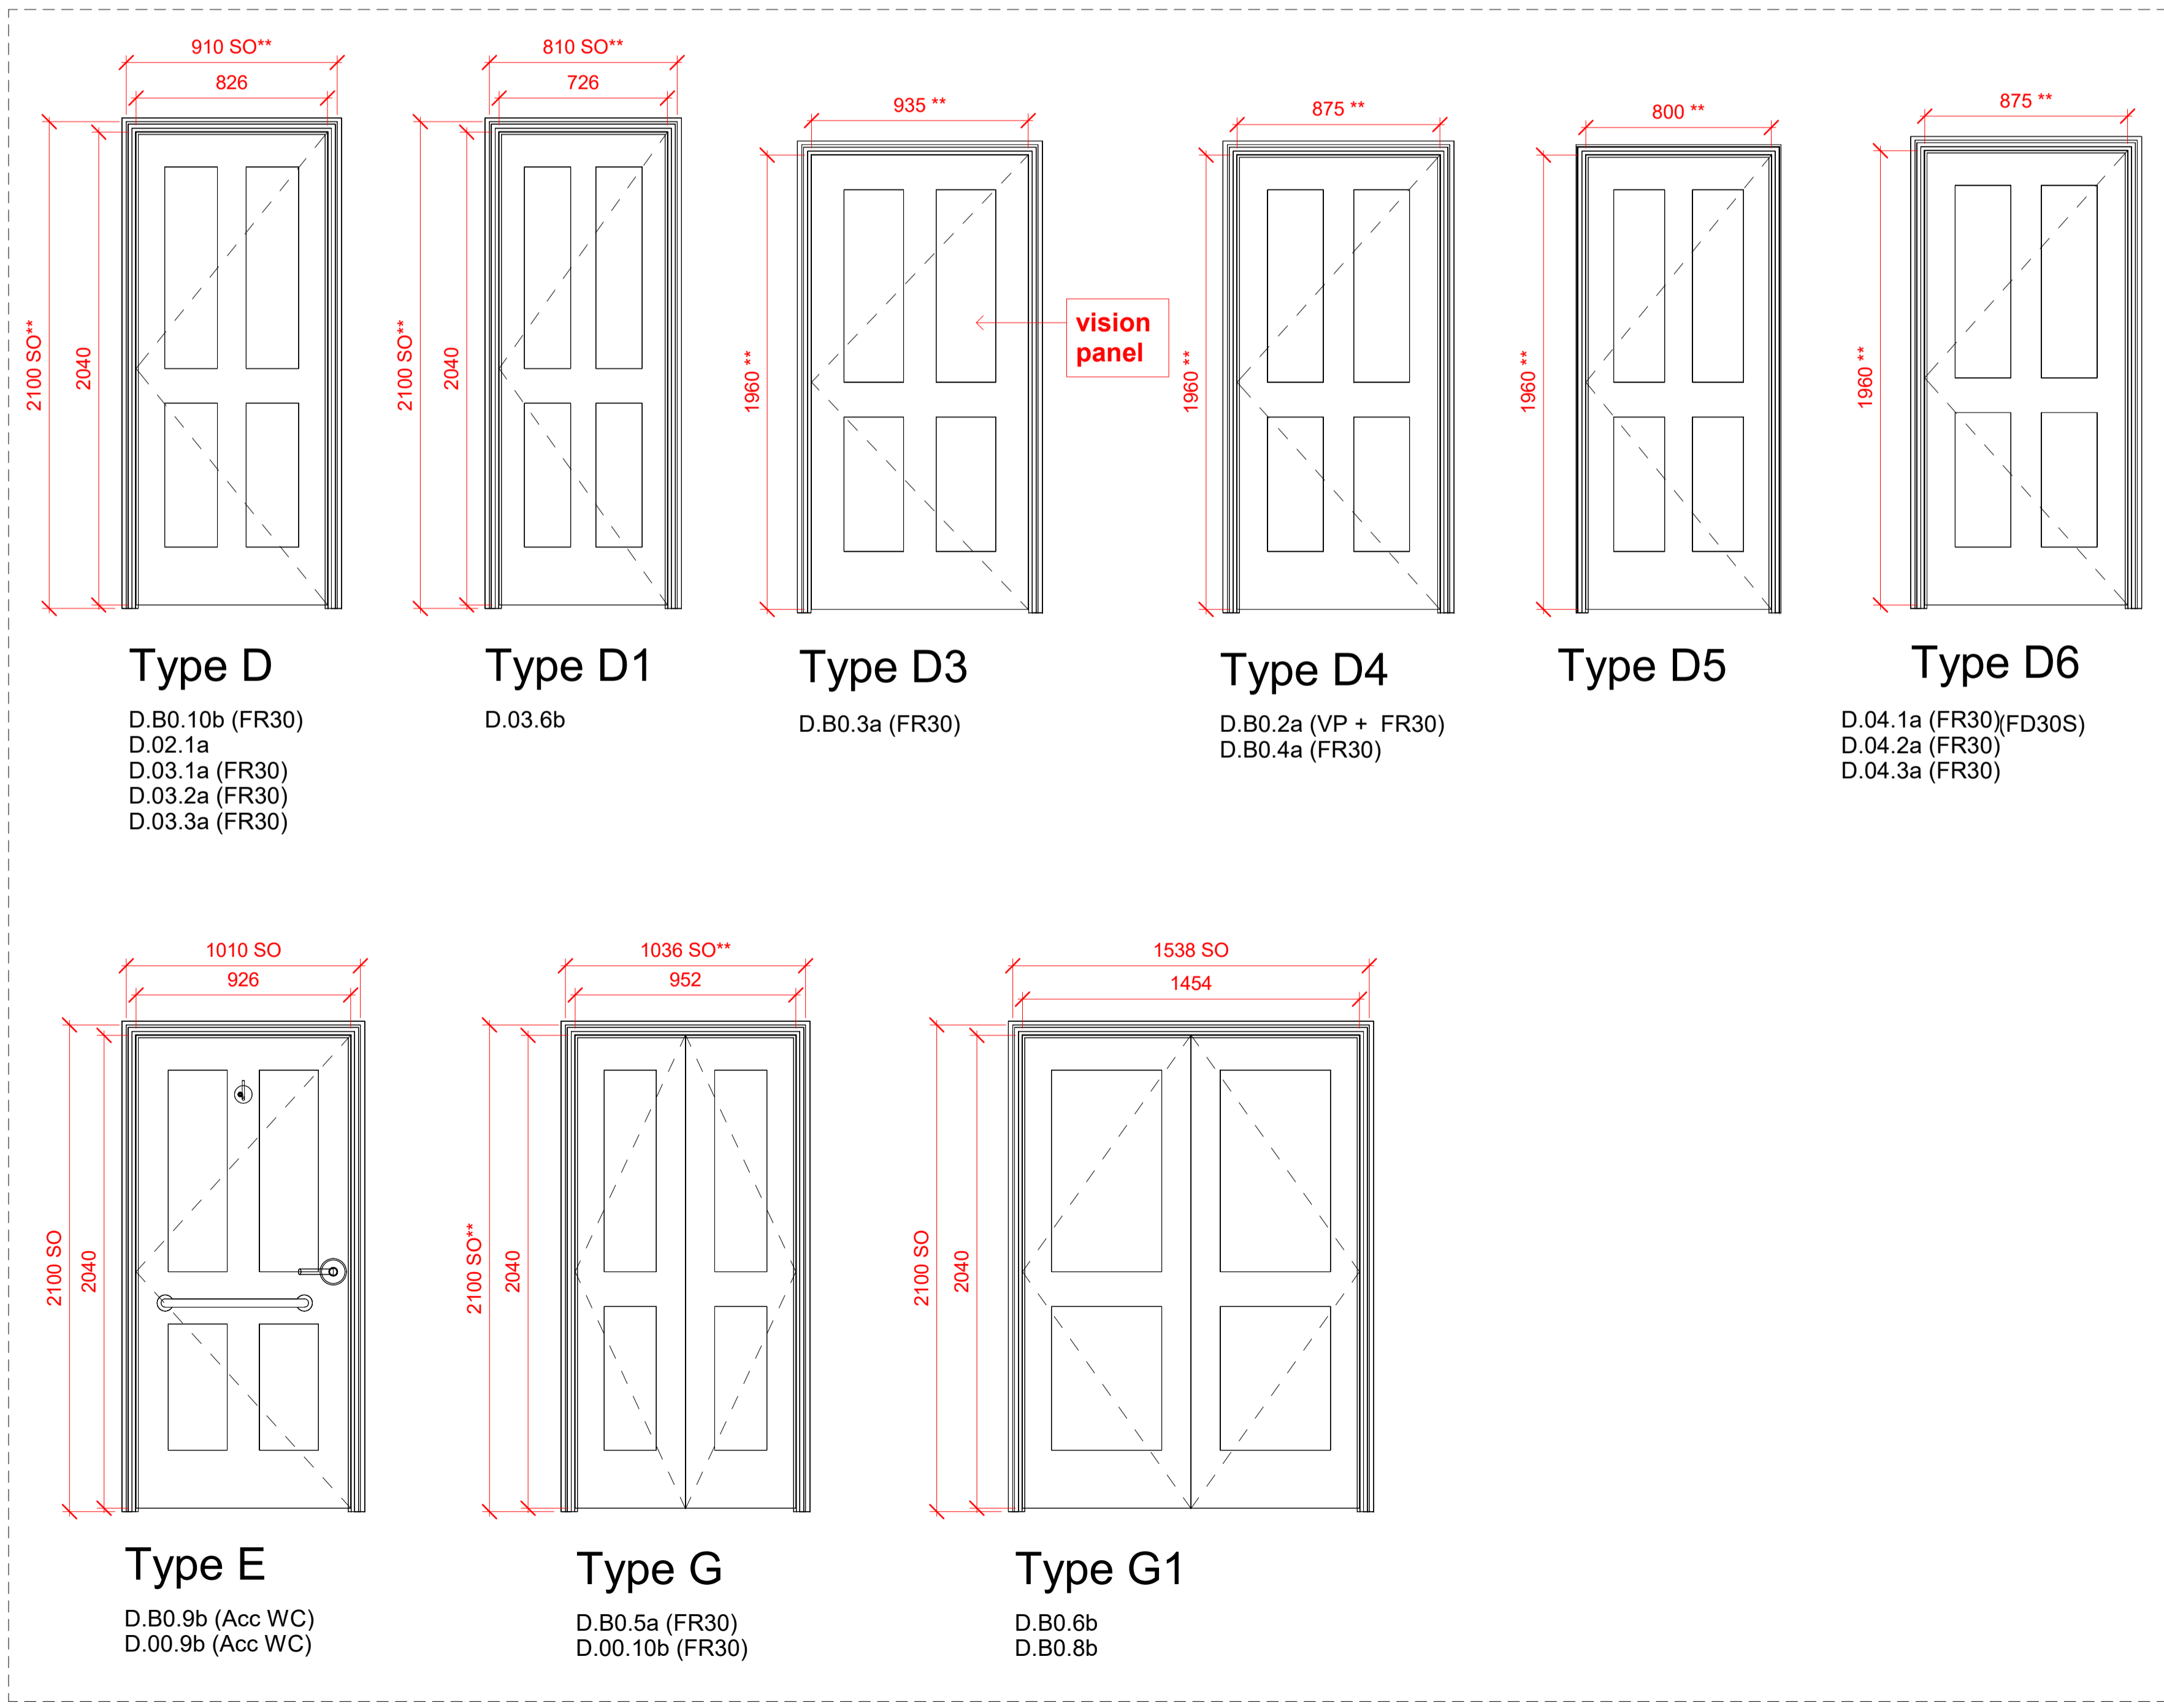 910 SO**
826
2100 SO**
2040
Type D
D.B0.10b (FR30)
D.02.1a
D.03.1a (FR30)
D.03.2a (FR30)
D.03.3a (FR30)
810 SO**
726
2100 SO**
2040
Type D1
D.03.6b
935 **
1960 **
vision
panel
Type D3
D.B0.3a (FR30)
875 **
1960 **
Type D4
D.B0.2a (VP + FR30)
D.B0.4a (FR30)
800 **
1960 **
Type D5
875 **
1960 **
Type D6
D.04.1a (FR30)(FD30S)
D.04.2a (FR30)
D.04.3a (FR30)
1010 SO
926
2100 SO
2040
Type E
D.B0.9b (Acc WC)
D.00.9b (Acc WC)
1036 SO**
952
2100 SO**
2040
Type G
D.B0.5a (FR30)
D.00.10b (FR30)
1538 SO
1454
2100 SO
2040
Type G1
D.B0.6b
D.B0.8b